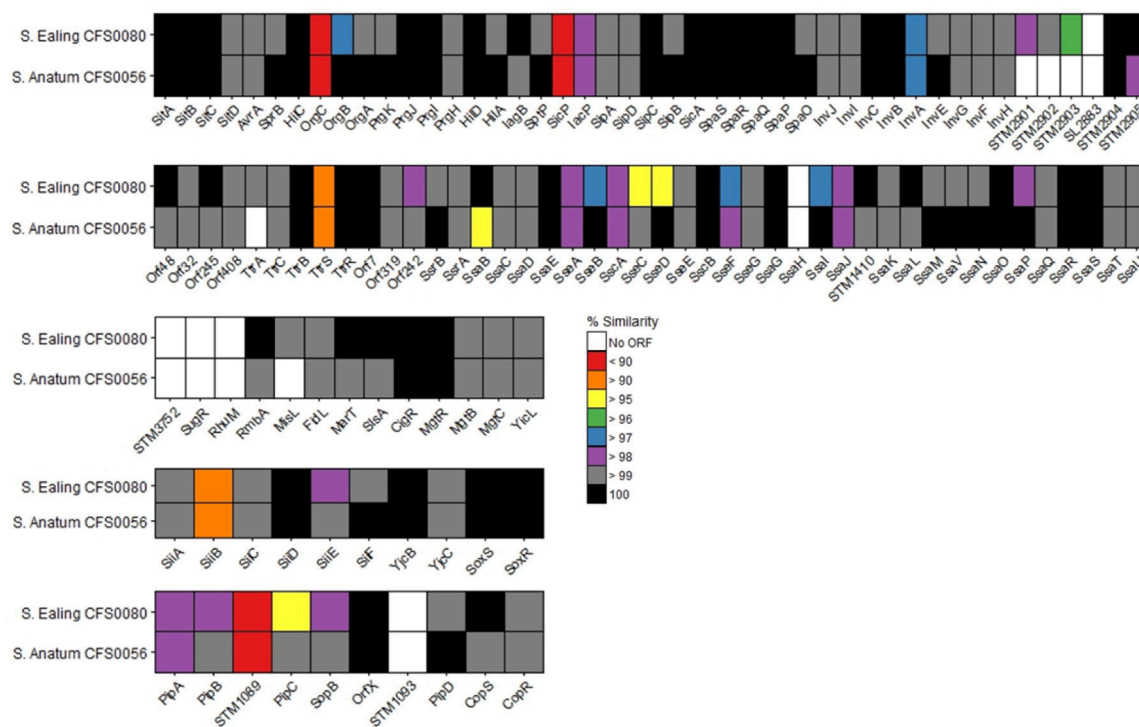 S. Ealing CFS0080
S. Anatum CFS0056
SitA SitB SitC SitD AvrA SprB HilC OrgC OrgB OrgA PrgK PrgJ PrgI PrgH HilD HilA IagB SptP SicP IacP SipA SipD SipC SipB SicA SpaS SpaR SpaQ SpaP SpaO InvJ InvI InvC InvB InvA InvE InvG InvF InvH STM2901 STM2902 STM2903 SL2883 STM2904 STM2905
S. Ealing CFS0080
S. Anatum CFS0056
Orf48 Orf32 Orf245 Orf408 TtrA TtrC TtrB TtrS TtrR Orf7 Orf319 Orf242 SsrB SsrA SsaB SsaC SsaD SsaE SseA SseB SscA SseC SseD SseE SscB SseF SseG SsaG SsaH SsaI SsaJ STM1410 SsaK SsaL SsaM SsaV SsaN SsaO SsaP SsaQ SsaR SsaS SsaT SsaU
S. Ealing CFS0080
S. Anatum CFS0056
STM3752 SugR RhuM RmbA MisL FidL MarT SlsA CigR MgtR MgtB MgtC YicL
% Similarity
No ORF
< 90
> 90
> 95
> 96
> 97
> 98
> 99
100
S. Ealing CFS0080
S. Anatum CFS0056
SiiA SiiB SiiC SiiD SiiE SiiF YjcB YjcC SoxS SoxR
S. Ealing CFS0080
S. Anatum CFS0056
PipA PipB STM1089 PipC SopB OrfX STM1093 PipD CopS CopR